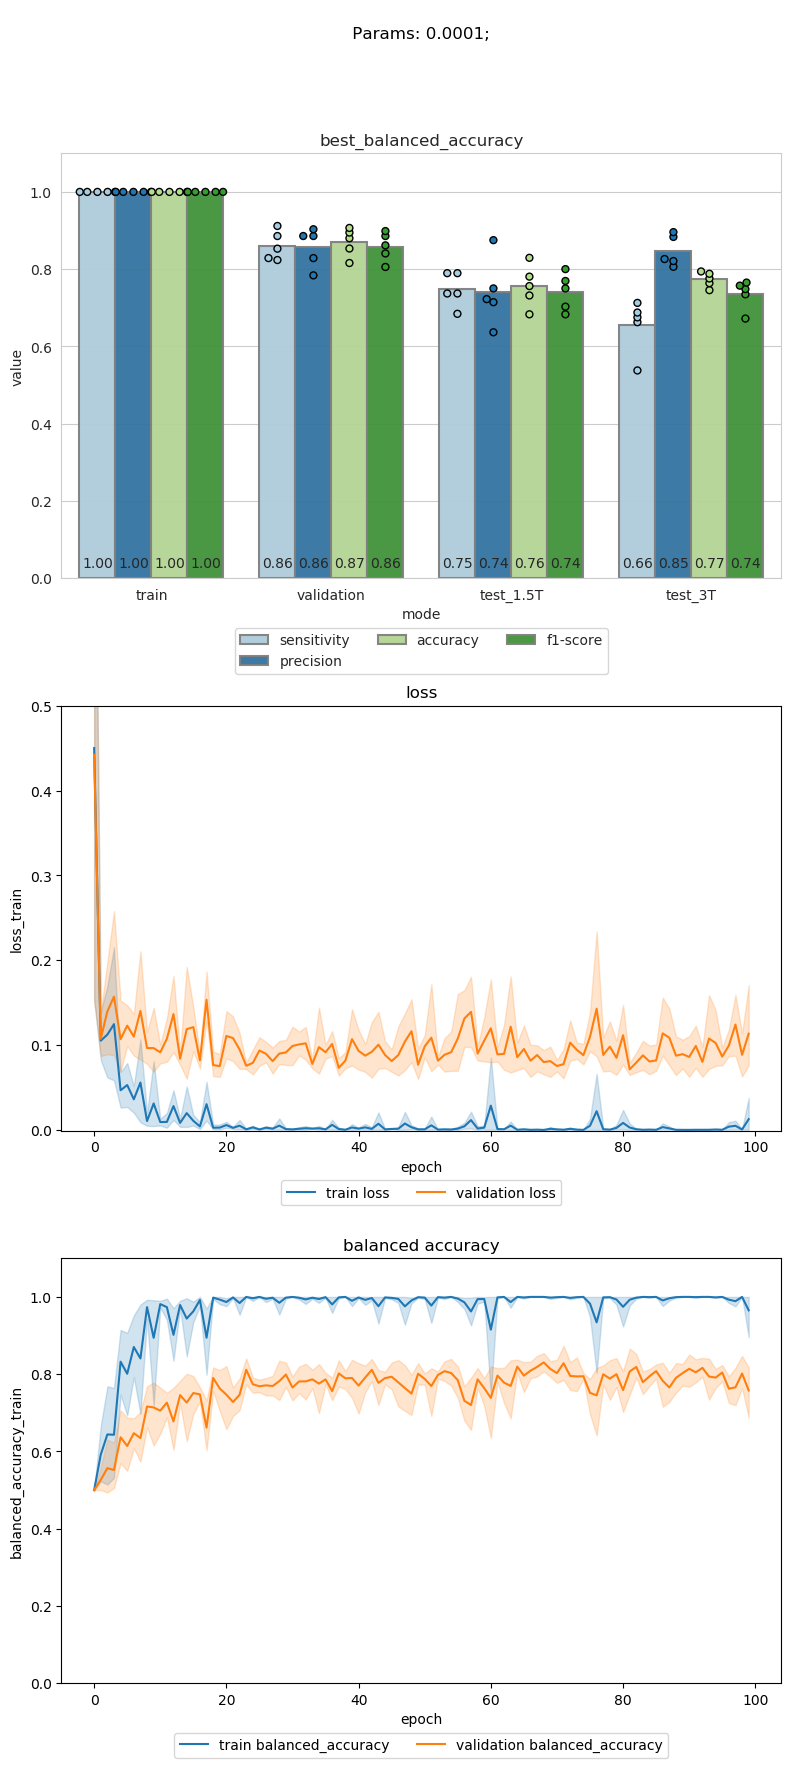 Params: 0.0001;
best_balanced_accuracy
value
1.0
0.8
0.6
0.4
0.2
0.0
1.00 1.00 1.00 1.00 0.86 0.86 0.87 0.86 0.75 0.74 0.76 0.74 0.66 0.85 0.77 0.74
train validation test_1.5T test_3T
mode
sensitivity accuracy f1-score
precision
loss
loss_train
0.5
0.4
0.3
0.2
0.1
0.0
0 20 40 60 80 100
epoch
train loss validation loss
balanced accuracy
balanced_accuracy_train
1.0
0.8
0.6
0.4
0.2
0.0
0 20 40 60 80 100
epoch
train balanced_accuracy validation balanced_accuracy